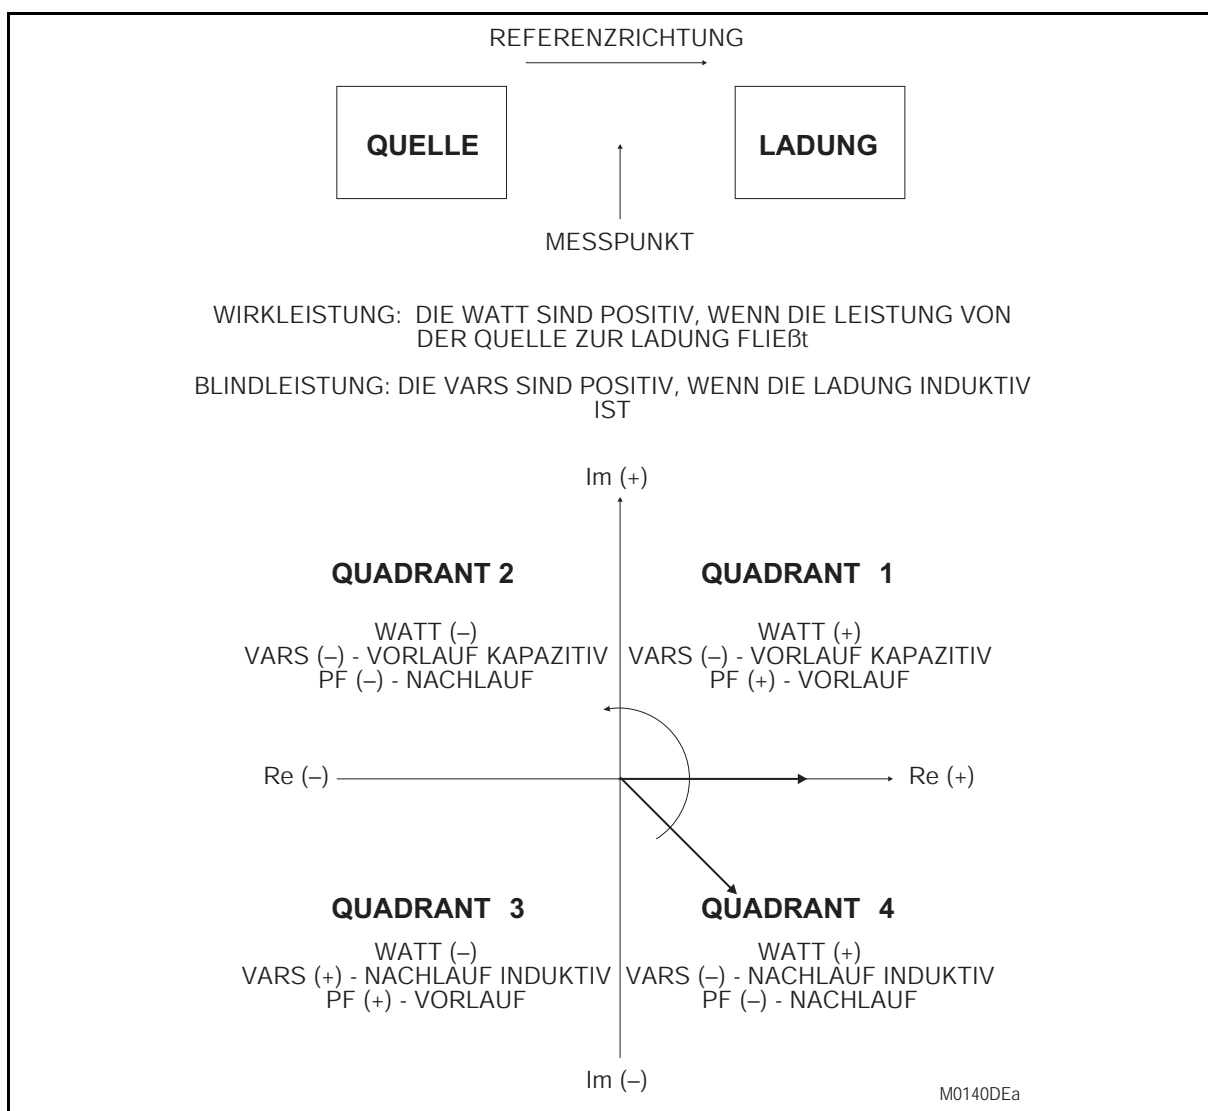 REFERENZRICHTUNG
QUELLE
LADUNG
MESSPUNKT
WIRKLEISTUNG: DIE WATT SIND POSITIV, WENN DIE LEISTUNG VON
DER QUELLE ZUR LADUNG FLIEßt
BLINDLEISTUNG: DIE VARS SIND POSITIV, WENN DIE LADUNG INDUKTIV
IST
Im (+)
QUADRANT 2
WATT (–)
VARS (–) - VORLAUF KAPAZITIV
PF (–) - NACHLAUF
QUADRANT 1
WATT (+)
VARS (–) - VORLAUF KAPAZITIV
PF (+) - VORLAUF
Re (–)
Re (+)
QUADRANT 3
WATT (–)
VARS (+) - NACHLAUF INDUKTIV
PF (+) - VORLAUF
QUADRANT 4
WATT (+)
VARS (–) - NACHLAUF INDUKTIV
PF (–) - NACHLAUF
Im (–)
M0140DEa